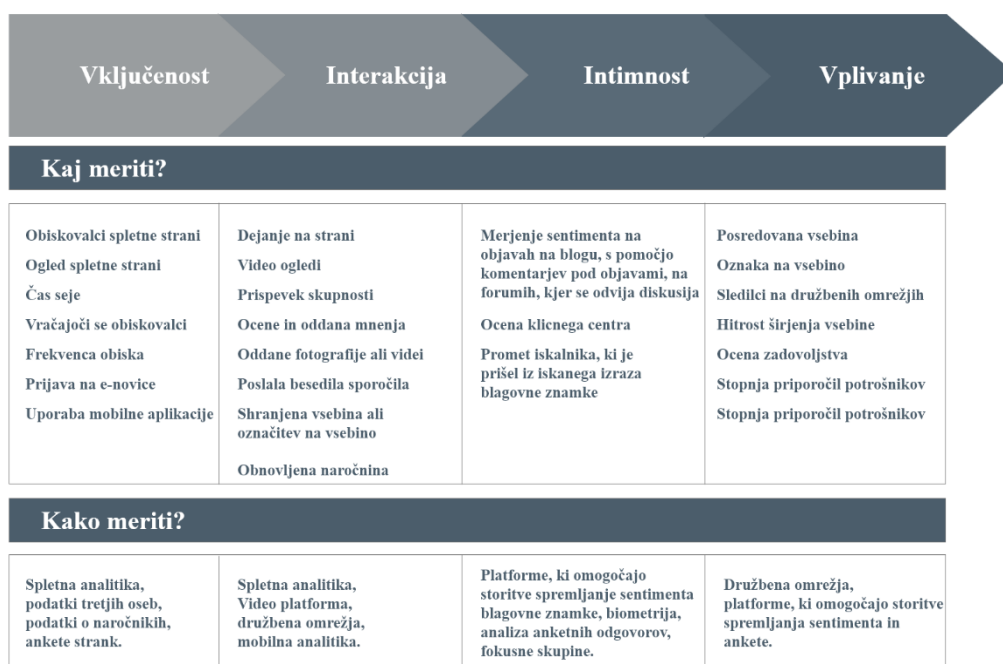 Vključenost
Interakcija
Intimnost
Vplivanje
Kaj meriti?
Obiskovalci spletne strani
Ogled spletne strani
Čas seje
Vračajoči se obiskovalci
Frekvenca obiska
Prijava na e-novice
Uporaba mobilne aplikacije
Dejanje na strani
Video ogledi
Prispevek skupnosti
Ocene in oddana mnenja
Oddane fotografije ali videi
Poslala besedila sporočila
Shranjena vsebina ali
označitev na vsebino
Obnovljena naročnina
Merjenje sentimenta na
objavah na blogu, s pomočjo
komentarjev pod objavami, na
forumih, kjer se odvija diskusija
Ocena klicnega centra
Promet iskalnika, ki je
prišel iz iskanega izraza
blagovne znamke
Posredovana vsebina
Oznaka na vsebino
Sledilci na družbenih omrežjih
Hitrost širjenja vsebine
Ocena zadovoljstva
Stopnja priporočil potrošnikov
Stopnja priporočil potrošnikov
Kako meriti?
Spletna analitika,
podatki tretjih oseb,
podatki o naročnikih,
ankete strank.
Spletna analitika,
Video platforma,
družbena omrežja,
mobilna analitika.
Platforme, ki omogočajo
storitve spremljanje sentimenta
blagovne znamke, biometrija,
analiza anketnih odgovorov,
fokusne skupine.
Družbena omrežja,
platforme, ki omogočajo storitve
spremljanja sentimenta in
ankete.